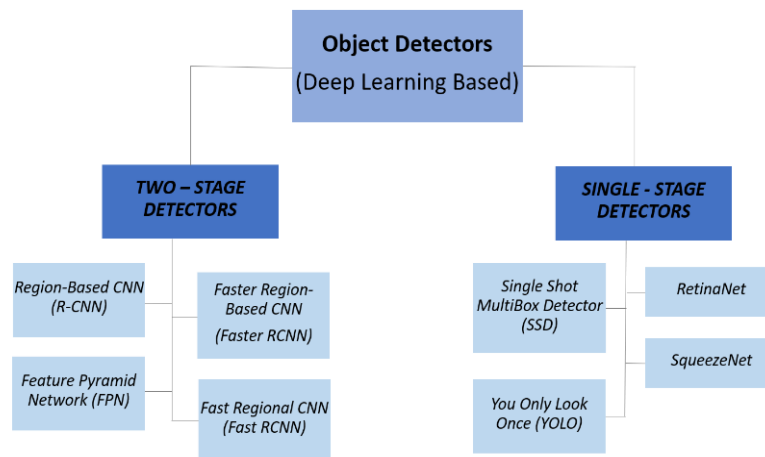 Object Detectors
(Deep Learning Based)
TWO – STAGE
DETECTORS
SINGLE - STAGE
DETECTORS
Region-Based CNN
(R-CNN)
Faster Region-
Based CNN
(Faster RCNN)
Feature Pyramid
Network (FPN)
Fast Regional CNN
(Fast RCNN)
Single Shot
MultiBox Detector
(SSD)
RetinaNet
SqueezeNet
You Only Look
Once (YOLO)